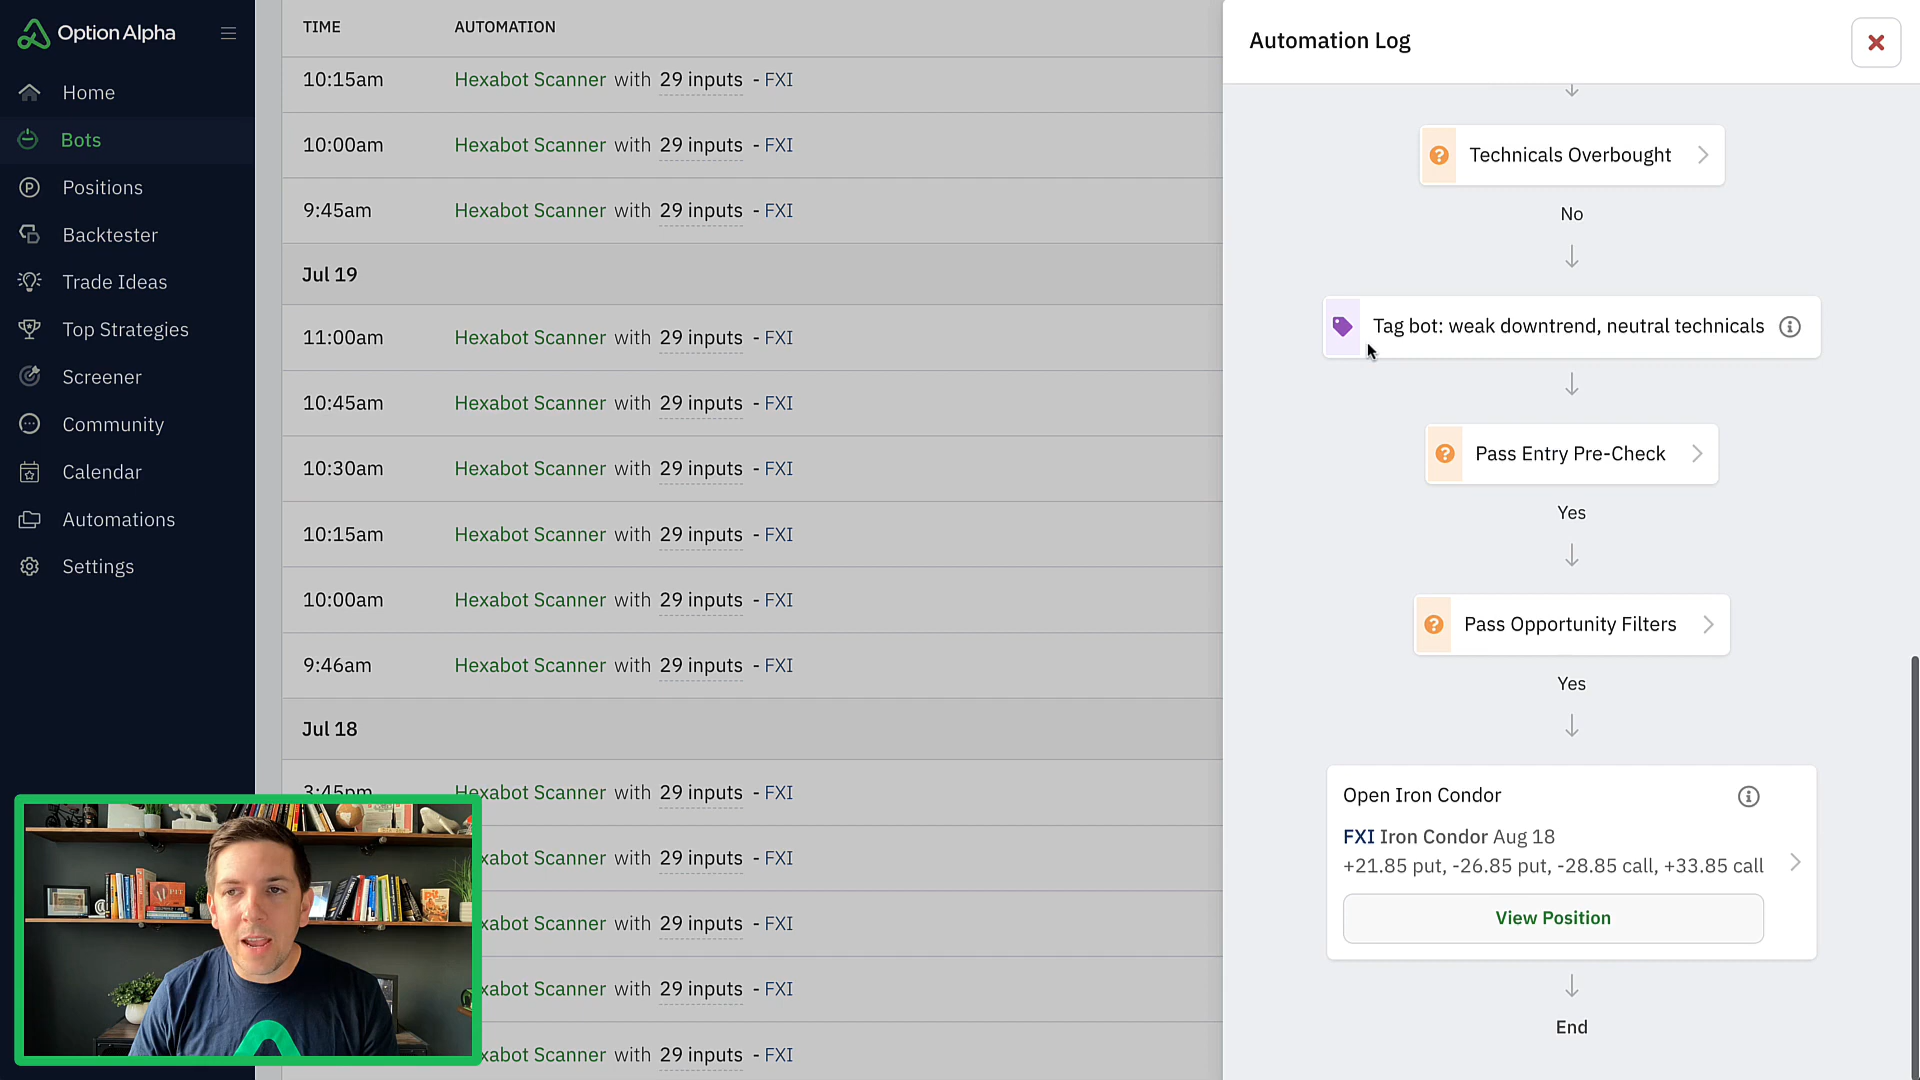 Option Alpha
Home
Bots
Positions
Backtester
Trade Ideas
Top Strategies
Screener
Community
Calendar
Automations
Settings
TIME AUTOMATION
10:15am Hexabot Scanner with 29 inputs - FXI
10:00am Hexabot Scanner with 29 inputs - FXI
9:45am Hexabot Scanner with 29 inputs - FXI
Jul 19
11:00am Hexabot Scanner with 29 inputs - FXI
10:45am Hexabot Scanner with 29 inputs - FXI
10:30am Hexabot Scanner with 29 inputs - FXI
10:15am Hexabot Scanner with 29 inputs - FXI
10:00am Hexabot Scanner with 29 inputs - FXI
9:46am Hexabot Scanner with 29 inputs - FXI
Jul 18
3:45pm Hexabot Scanner with 29 inputs - FXI
xabot Scanner with 29 inputs - FXI
xabot Scanner with 29 inputs - FXI
xabot Scanner with 29 inputs - FXI
xabot Scanner with 29 inputs - FXI
Automation Log
Technicals Overbought
No
Tag bot: weak downtrend, neutral technicals
Pass Entry Pre-Check
Yes
Pass Opportunity Filters
Yes
Open Iron Condor
FXI Iron Condor Aug 18
+21.85 put, -26.85 put, -28.85 call, +33.85 call
View Position
End